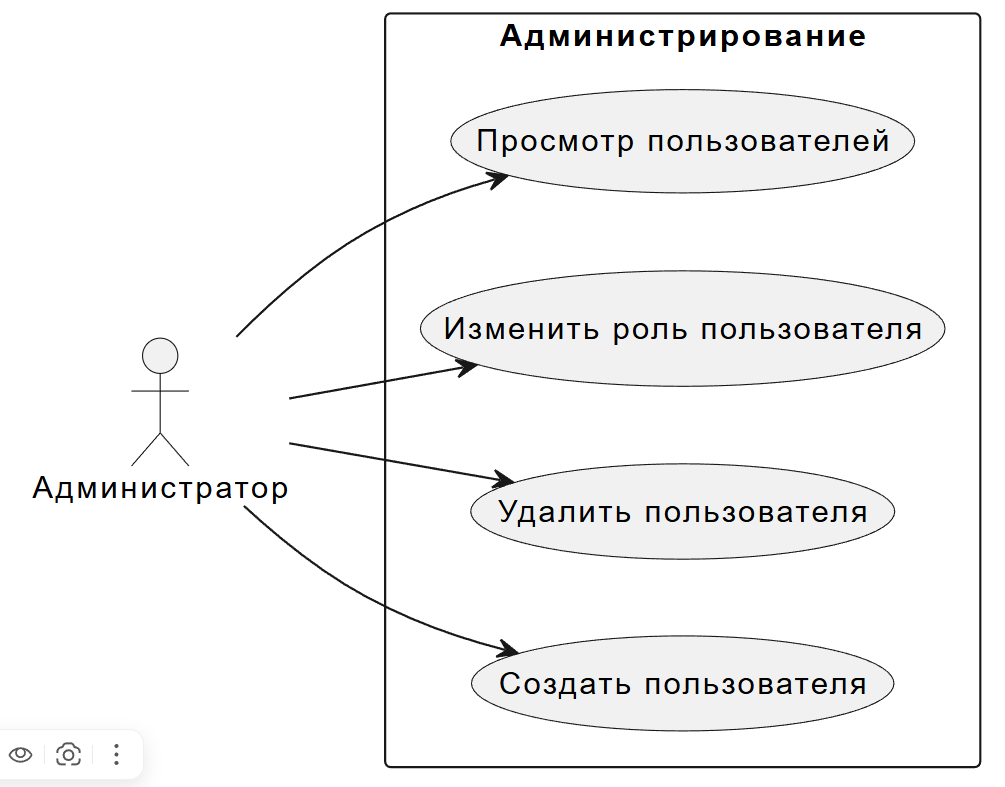 Администрирование
Просмотр пользователей
Изменить роль пользователя
Администратор
Удалить пользователя
Создать пользователя